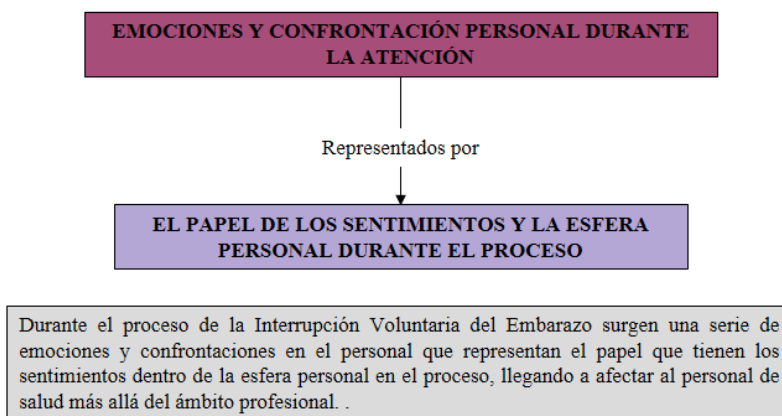 EMOCIONES Y CONFRONTACIÓN PERSONAL DURANTE
LA ATENCIÓN
Representados por
EL PAPEL DE LOS SENTIMIENTOS Y LA ESFERA
PERSONAL DURANTE EL PROCESO
Durante el proceso de la Interrupción Voluntaria del Embarazo surgen una serie de
emociones y confrontaciones en el personal que representan el papel que tienen los
sentimientos dentro de la esfera personal en el proceso, llegando a afectar al personal de
salud más allá del ámbito profesional. .